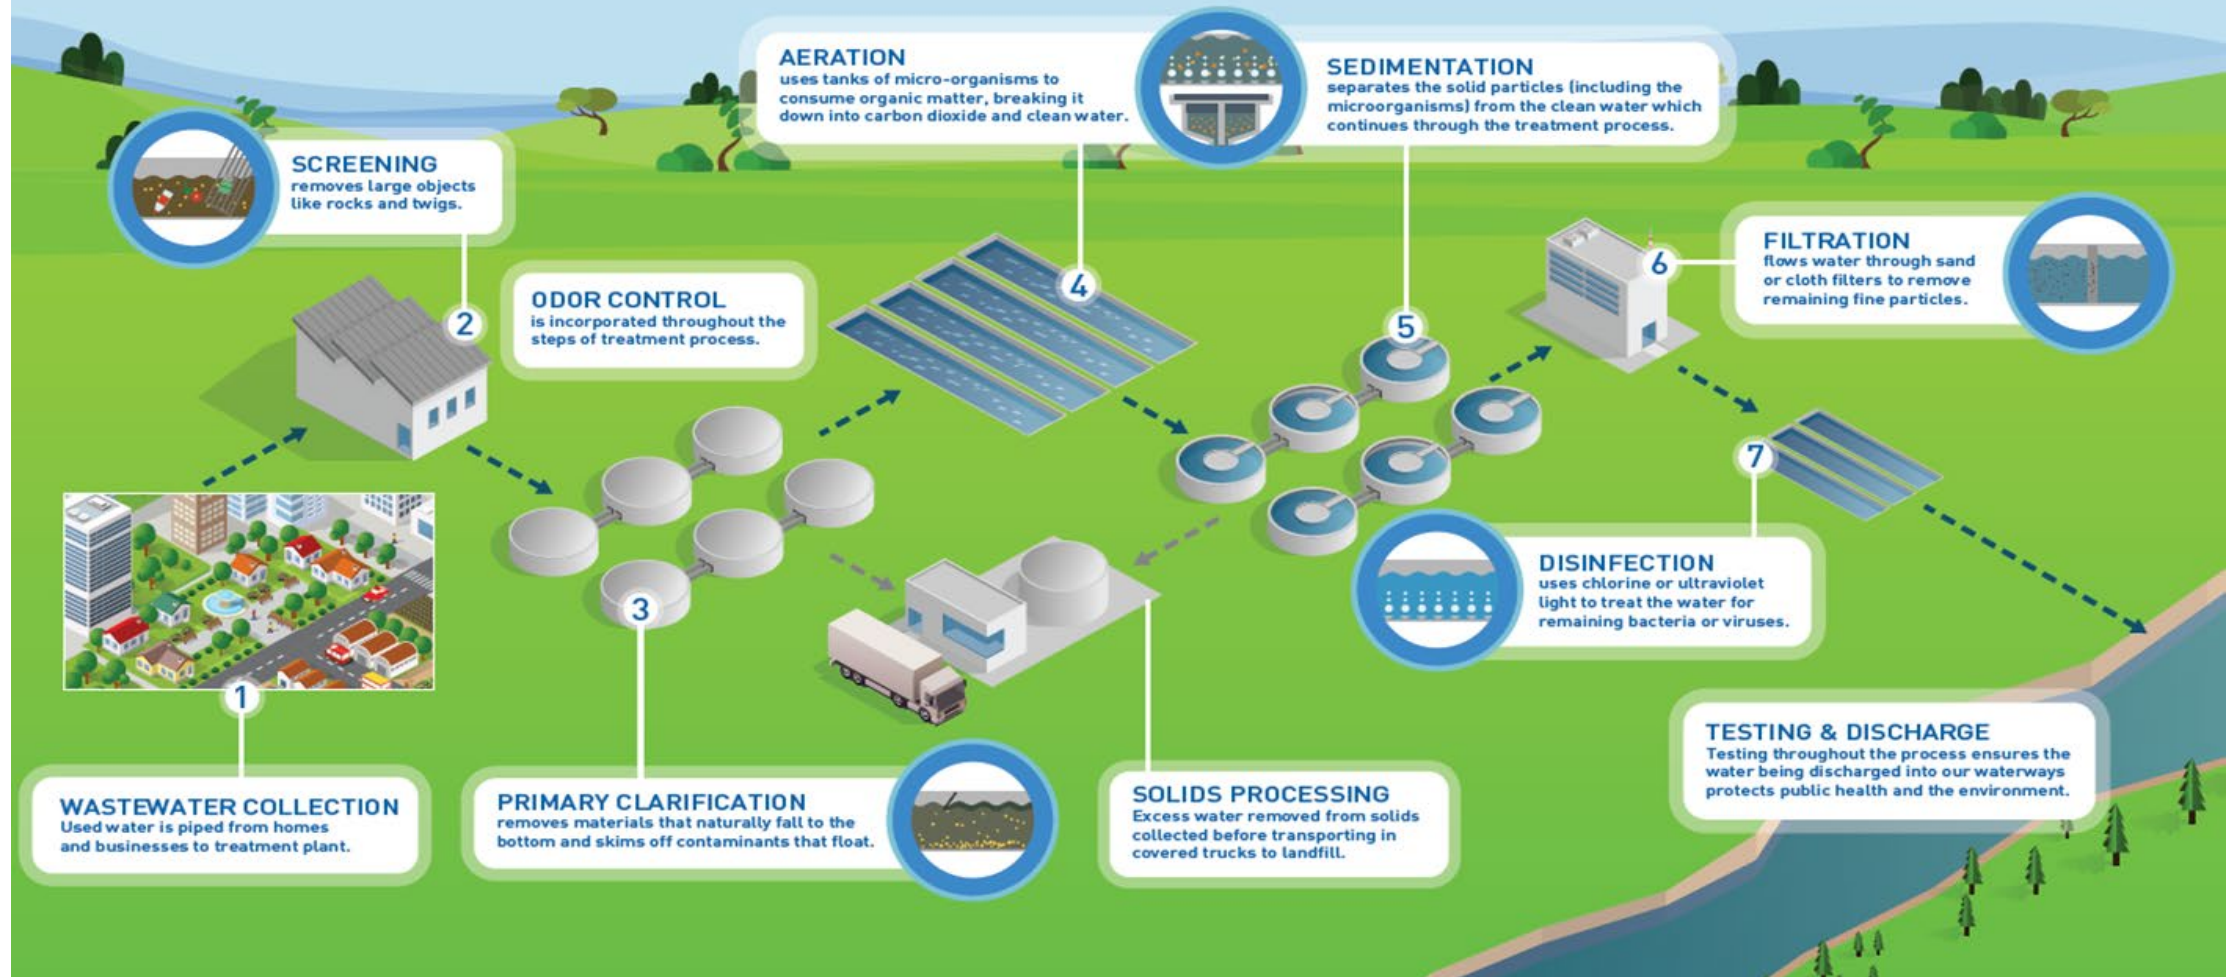 1
WASTEWATER COLLECTION
Used water is piped from homes
and businesses to treatment plant.
2
SCREENING
removes large objects
like rocks and twigs.
ODOR CONTROL
is incorporated throughout the
steps of treatment process.
3
PRIMARY CLARIFICATION
removes materials that naturally fall to the
bottom and skims off contaminants that float.
4
AERATION
uses tanks of micro-organisms to
consume organic matter, breaking it
down into carbon dioxide and clean water.
5
SEDIMENTATION
separates the solid particles (including the
microorganisms) from the clean water which
continues through the treatment process.
SOLIDS PROCESSING
Excess water removed from solids
collected before transporting in
covered trucks to landfill.
6
FILTRATION
flows water through sand
or cloth filters to remove
remaining fine particles.
7
DISINFECTION
uses chlorine or ultraviolet
light to treat the water for
remaining bacteria or viruses.
TESTING & DISCHARGE
Testing throughout the process ensures the
water being discharged into our waterways
protects public health and the environment.